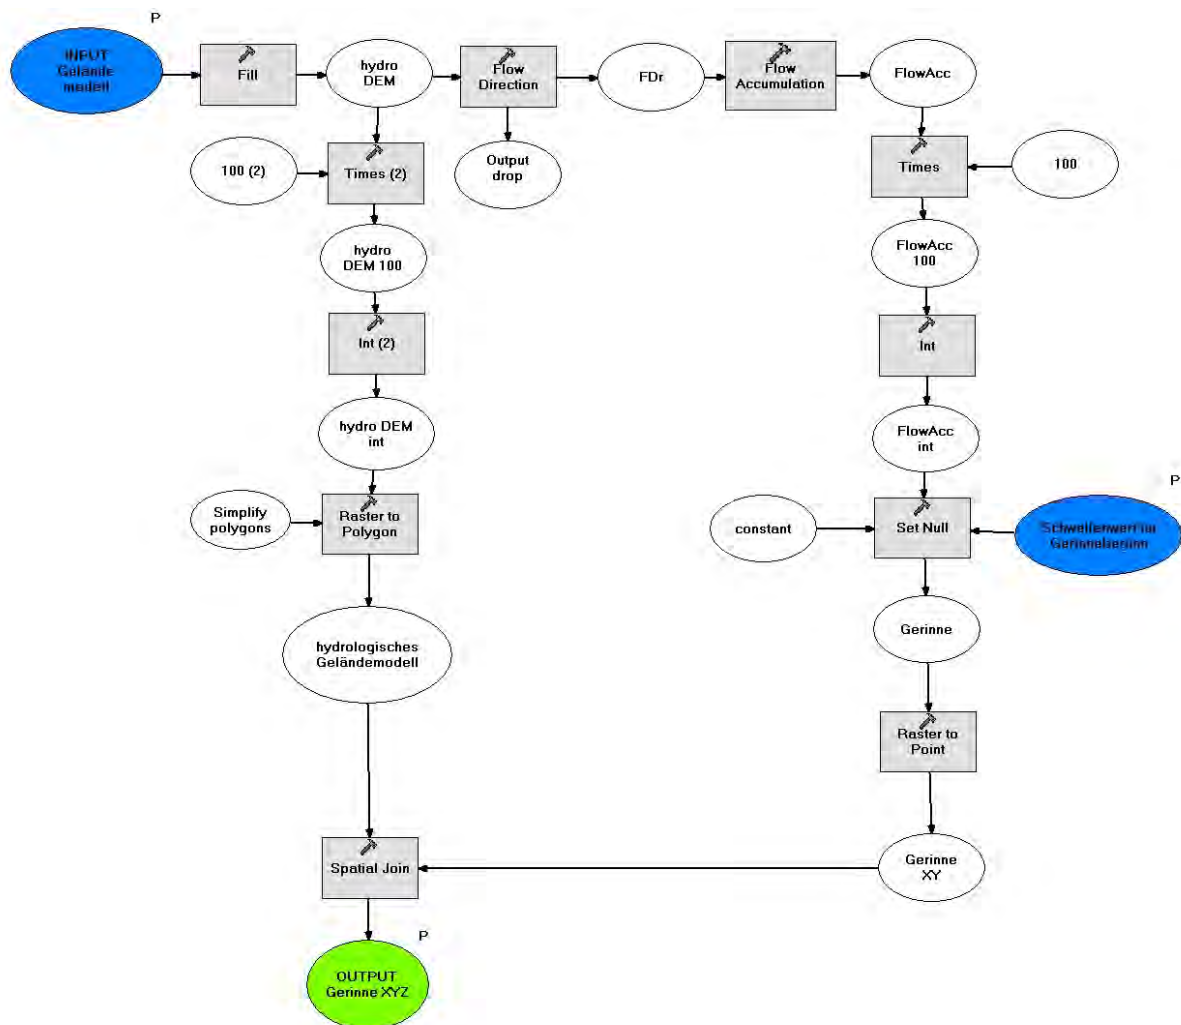 P
INPUT
Gelände
modell
Fill
hydro
DEM
Flow
Direction
FDr
Flow
Accumulation
FlowAcc
100 (2)
Times (2)
Output
drop
Times
100
hydro
DEM 100
FlowAcc
100
Int (2)
Int
hydro DEM
int
FlowAcc
int
P
Simplify
polygons
Raster to
Polygon
constant
Set Null
Schwellenwert für
Gerinnebeginn
hydrologisches
Geländemodell
Gerinne
Raster to
Point
Spatial Join
Gerinne
XY
P
OUTPUT
Gerinne XYZ